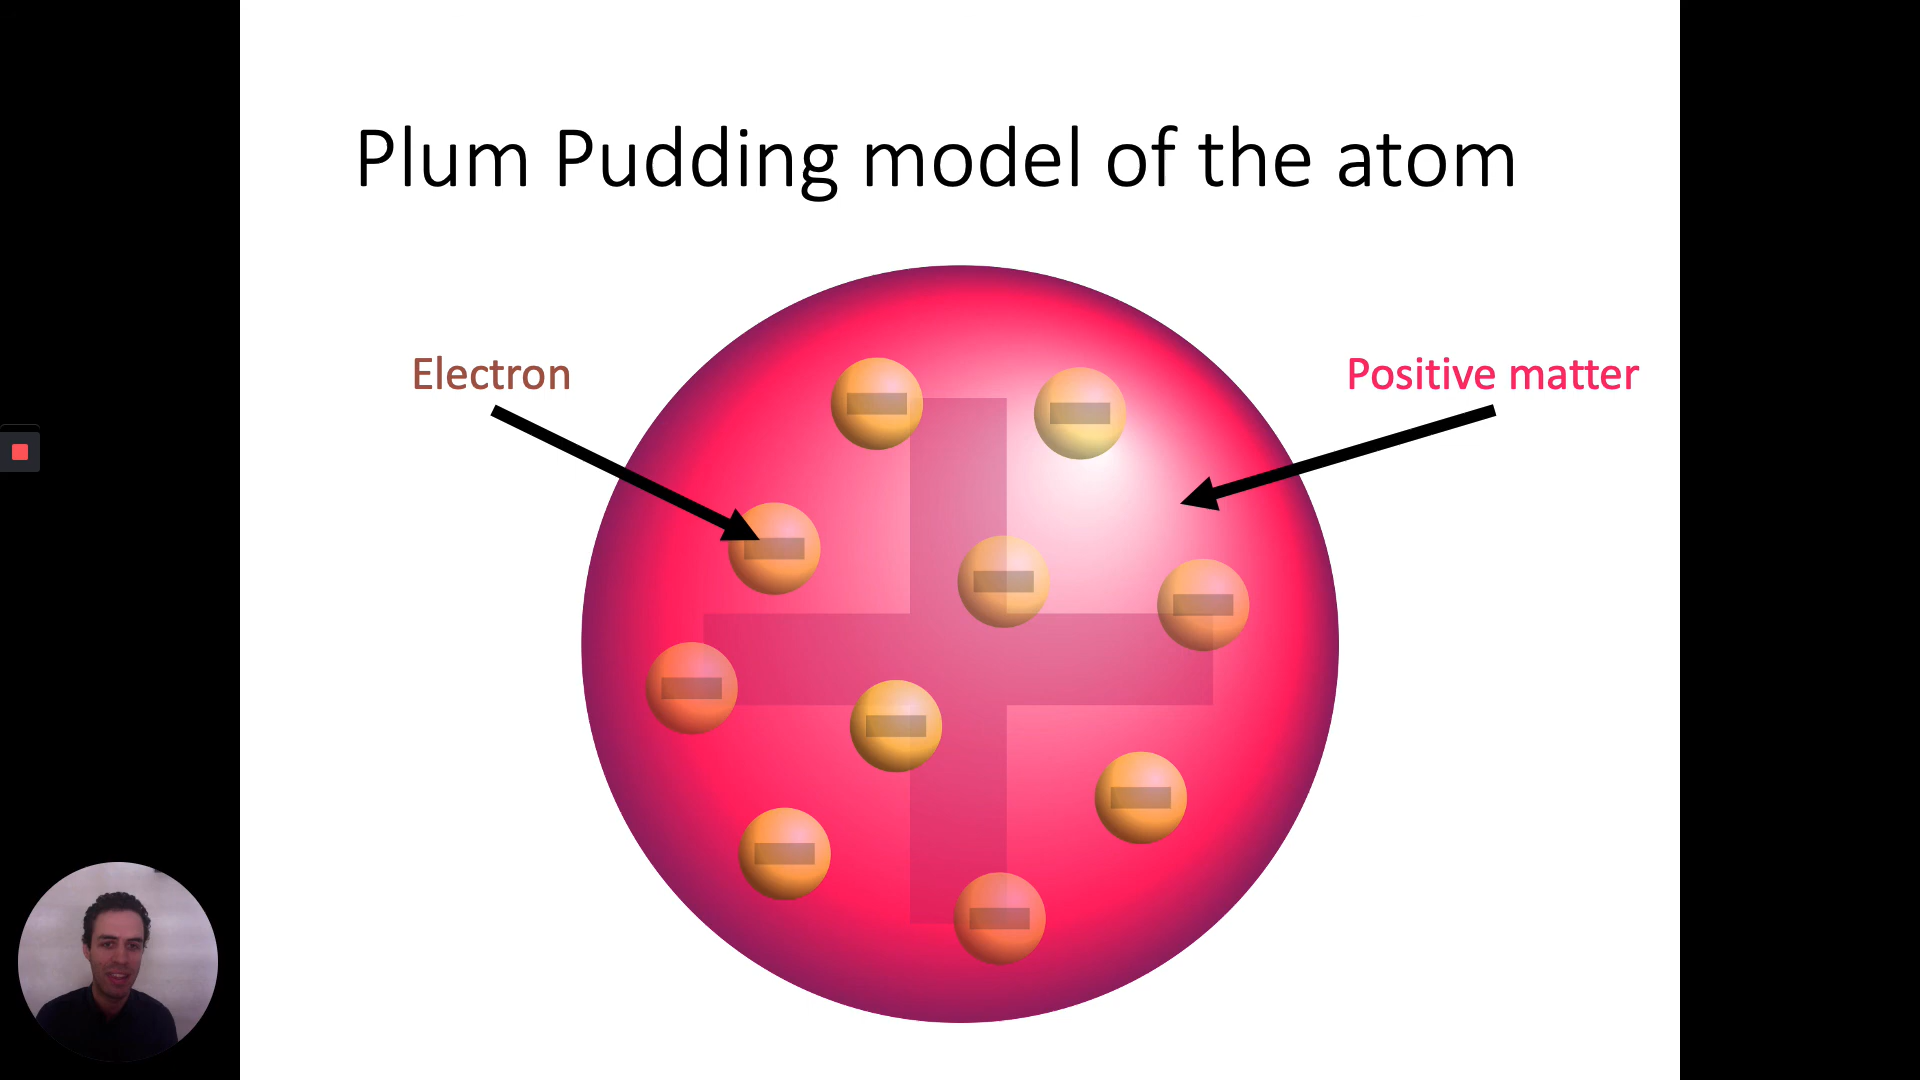 Plum Pudding model of the atom
Electron
Positive matter